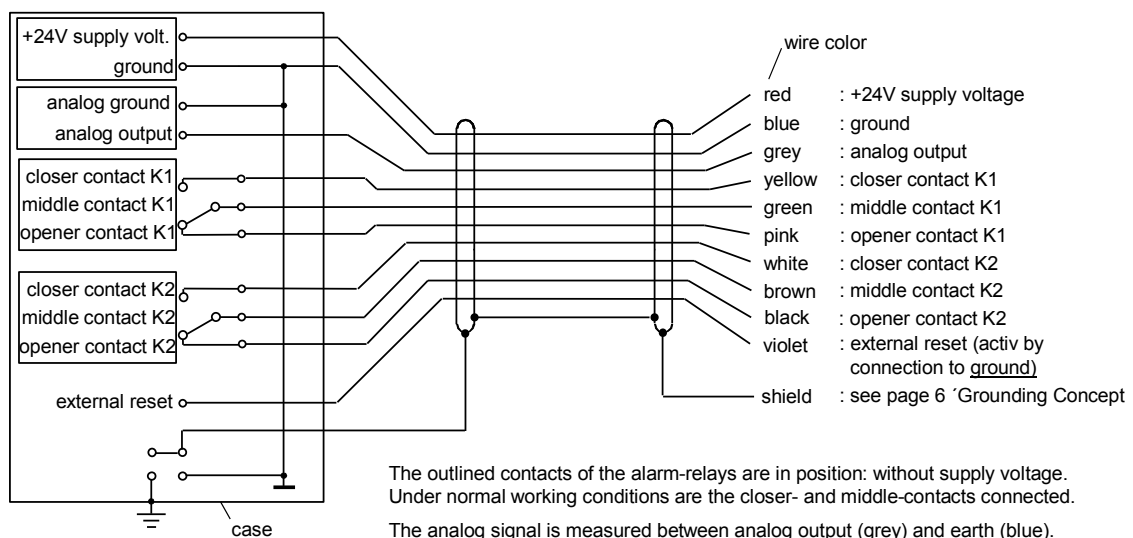 +24V supply volt.
ground
analog ground
analog output
closer contact K1
middle contact K1
opener contact K1
closer contact K2
middle contact K2
opener contact K2
external reset
case
wire color
red : +24V supply voltage
blue : ground
grey : analog output
yellow : closer contact K1
green : middle contact K1
pink : opener contact K1
white : closer contact K2
brown : middle contact K2
black : opener contact K2
violet : external reset (activ by
connection to ground)
shield : see page 6 ´Grounding Concept
The outlined contacts of the alarm-relays are in position: without supply voltage.
Under normal working conditions are the closer- and middle-contacts connected.
The analog signal is measured between analog output (grey) and earth (blue).